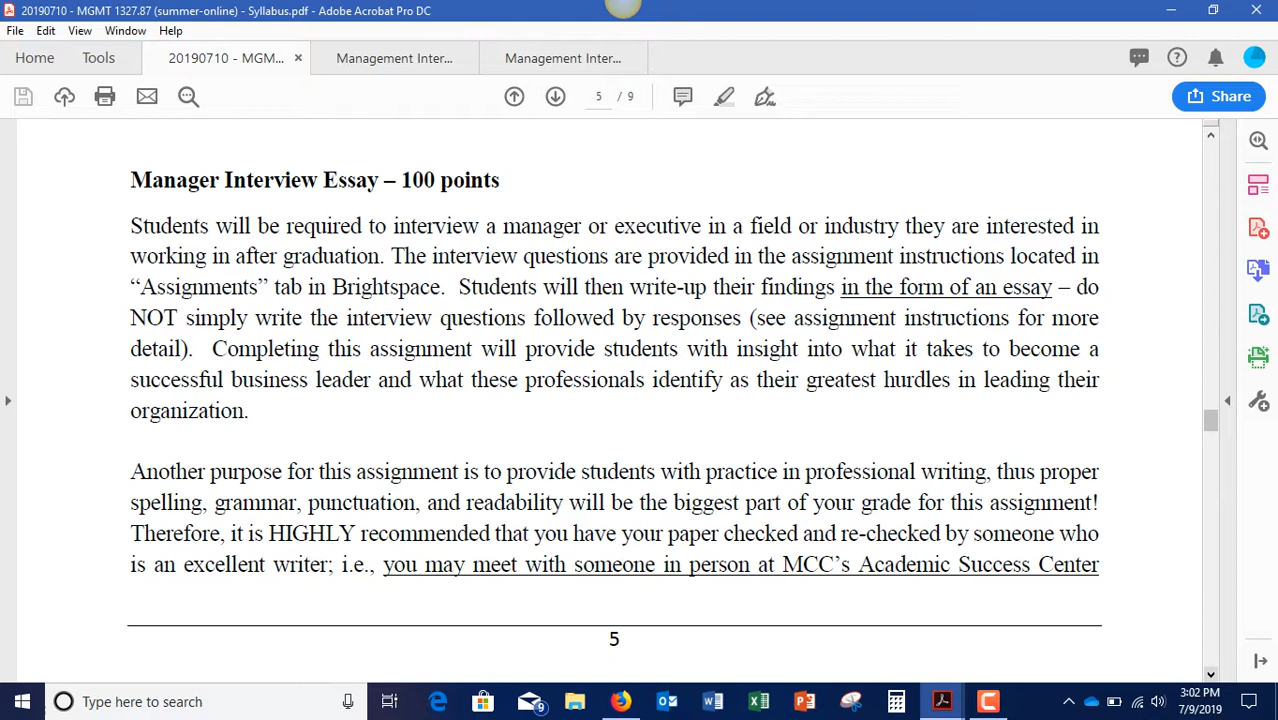 20190710 - MGMT 1327.87 (summer-online) - Syllabus.pdf - Adobe Acrobat Pro DC
File Edit View Window Help
Home Tools 20190710 - MGM... × Management Inter... Management Inter...
5 / 9 Share
Manager Interview Essay – 100 points
Students will be required to interview a manager or executive in a field or industry they are interested in
working in after graduation. The interview questions are provided in the assignment instructions located in
“Assignments” tab in Brightspace. Students will then write-up their findings in the form of an essay – do
NOT simply write the interview questions followed by responses (see assignment instructions for more
detail). Completing this assignment will provide students with insight into what it takes to become a
successful business leader and what these professionals identify as their greatest hurdles in leading their
organization.
Another purpose for this assignment is to provide students with practice in professional writing, thus proper
spelling, grammar, punctuation, and readability will be the biggest part of your grade for this assignment!
Therefore, it is HIGHLY recommended that you have your paper checked and re-checked by someone who
is an excellent writer; i.e., you may meet with someone in person at MCC’s Academic Success Center
5
Type here to search
9
3:02 PM
7/9/2019